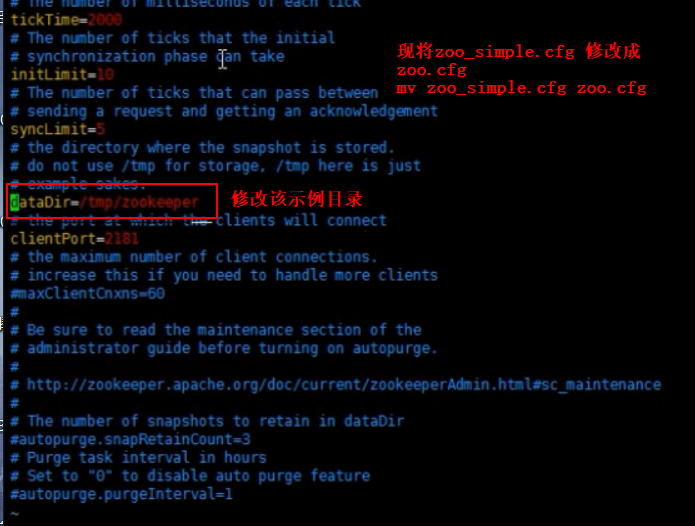 # The number of milliseconds of each tick
tickTime=2000
# The number of ticks that the initial
# synchronization phase can take
initLimit=10
# The number of ticks that can pass between
# sending a request and getting an acknowledgement
syncLimit=5
# the directory where the snapshot is stored.
# do not use /tmp for storage, /tmp here is just
# example sakes.
dataDir=/tmp/zookeeper
# the port at which the clients will connect
clientPort=2181
# the maximum number of client connections.
# increase this if you need to handle more clients
#maxClientCnxns=60
#
# Be sure to read the maintenance section of the
# administrator guide before turning on autopurge.
#
# http://zookeeper.apache.org/doc/current/zookeeperAdmin.html#sc_maintenance
#
# The number of snapshots to retain in dataDir
#autopurge.snapRetainCount=3
# Purge task interval in hours
# Set to "0" to disable auto purge feature
#autopurge.purgeInterval=1
~
现将zoo_simple.cfg 修改成
zoo.cfg
mv zoo_simple.cfg zoo.cfg
修改该示例目录